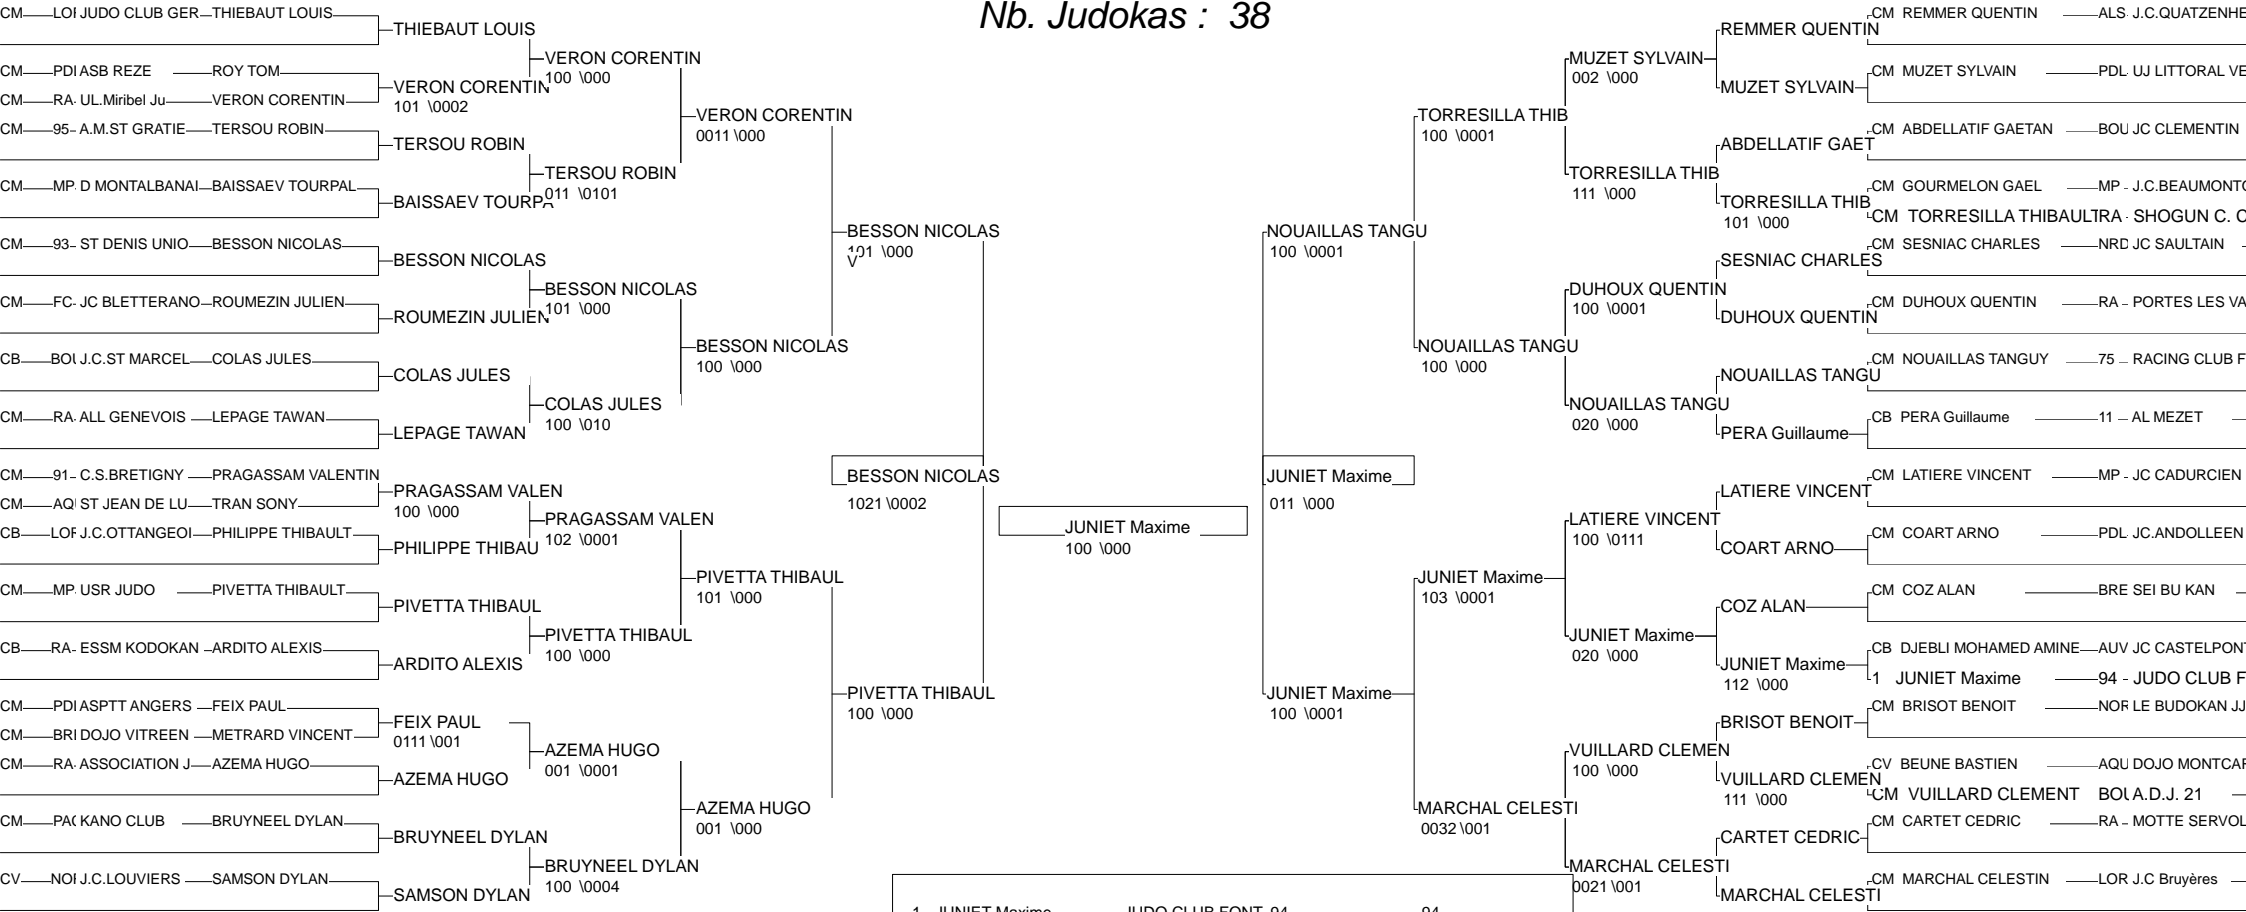 Nb. Judokas : 38
CM LOI JUDO CLUB GER THIEBAUT LOUIS
CM PDI ASB REZE ROY TOM
CM RA- UL.Miribel Ju VERON CORENTIN
CM 95- A.M.ST GRATIE TERSOU ROBIN
CM MP- D MONTALBANAI BAISSAEV TOURPAL
CM 93- ST DENIS UNIO BESSON NICOLAS
CM FC- JC BLETTERANO ROUMEZIN JULIEN
CB BOU J.C.ST MARCEL COLAS JULES
CM RA- ALL GENEVOIS LEPAGE TAWAN
CM 91- C.S.BRETIGNY PRAGASSAM VALENTIN
CM AQ ST JEAN DE LU TRAN SONY
CB LOR J.C.OTTANGEOI PHILIPPE THIBAULT
CM MP- USR JUDO PIVETTA THIBAULT
CB RA- ESSM KODOKAN ARDITO ALEXIS
CM PDI ASPTT ANGERS FEIX PAUL
CM BRI DOJO VITREEN METRARD VINCENT
CM RA- ASSOCIATION J AZEMA HUGO
CM PAC KANO CLUB BRUYNEEL DYLAN
CV NOR J.C.LOUVIERS SAMSON DYLAN
THIEBAUT LOUIS
VERON CORENTIN
101 \0002
TERSOU ROBIN
BAISSAEV TOURPA
BESSON NICOLAS
ROUMEZIN JULIEN
COLAS JULES
LEPAGE TAWAN
PRAGASSAM VALEN
100 \000
PHILIPPE THIBAU
PIVETTA THIBAUL
ARDITO ALEXIS
FEIX PAUL
0111 \001
AZEMA HUGO
BRUYNEEL DYLAN
SAMSON DYLAN
VERON CORENTIN
100 \000
TERSOU ROBIN
011 \0101
BESSON NICOLAS
101 \000
COLAS JULES
100 \010
PRAGASSAM VALEN
102 \0001
PIVETTA THIBAUL
100 \000
AZEMA HUGO
001 \0001
BRUYNEEL DYLAN
100 \0004
VERON CORENTIN
0011 \000
BESSON NICOLAS
100 \000
PIVETTA THIBAUL
101 \000
AZEMA HUGO
001 \000
BESSON NICOLAS
101 \000
V
PIVETTA THIBAUL
100 \000
BESSON NICOLAS
1021 \0002
JUNIET Maxime
100 \000
JUNIET Maxime
011 \000
NOUAILLAS TANGU
100 \0001
JUNIET Maxime
100 \0001
TORRESILLA THIB
100 \0001
NOUAILLAS TANGU
100 \000
JUNIET Maxime
103 \0001
MARCHAL CELESTI
0032 \001
MUZET SYLVAIN
002 \000
TORRESILLA THIB
111 \000
DUHOUX QUENTIN
100 \0001
NOUAILLAS TANGU
020 \000
LATIERE VINCENT
100 \0111
JUNIET Maxime
020 \000
VUILLARD CLEMEN
100 \000
MARCHAL CELESTI
0021 \001
REMMER QUENTIN
MUZET SYLVAIN
ABDELLATIF GAET
TORRESILLA THIB
101 \000
SESNIAC CHARLES
DUHOUX QUENTIN
NOUAILLAS TANGU
PERA Guillaume
LATIERE VINCENT
COART ARNO
COZ ALAN
JUNIET Maxime
112 \000
BRISOT BENOIT
VUILLARD CLEMEN
111 \000
CARTET CEDRIC
MARCHAL CELESTI
CM REMMER QUENTIN ALS- J.C.QUATZENHE
CM MUZET SYLVAIN PDL- UJ LITTORAL VE
CM ABDELLATIF GAETAN BOU JC CLEMENTIN
CM GOURMELON GAEL MP - J.C.BEAUMONTO
CM TORRESILLA THIBAULT RA - SHOGUN C. C
CM SESNIAC CHARLES NRD JC SAULTAIN
CM DUHOUX QUENTIN RA - PORTES LES VA
CM NOUAILLAS TANGUY 75 - RACING CLUB F
CB PERA Guillaume 11 - AL MEZET
CM LATIERE VINCENT MP - JC CADURCIEN
CM COART ARNO PDL- JC.ANDOLLEEN
CM COZ ALAN BRE SEI BU KAN
CB DJEBLI MOHAMED AMINE AUV JC CASTELPONT
1 JUNIET Maxime 94 - JUDO CLUB F
CM BRISOT BENOIT NOR LE BUDOKAN JJ
CV BEUNE BASTIEN AQU DOJO MONTCAR
CM VUILLARD CLEMENT BOU A.D.J. 21
CM CARTET CEDRIC RA - MOTTE SERVOL
CM MARCHAL CELESTIN LOR J.C Bruyères
1 JUNIET Maxime JUDO CLUB FONT 94 94